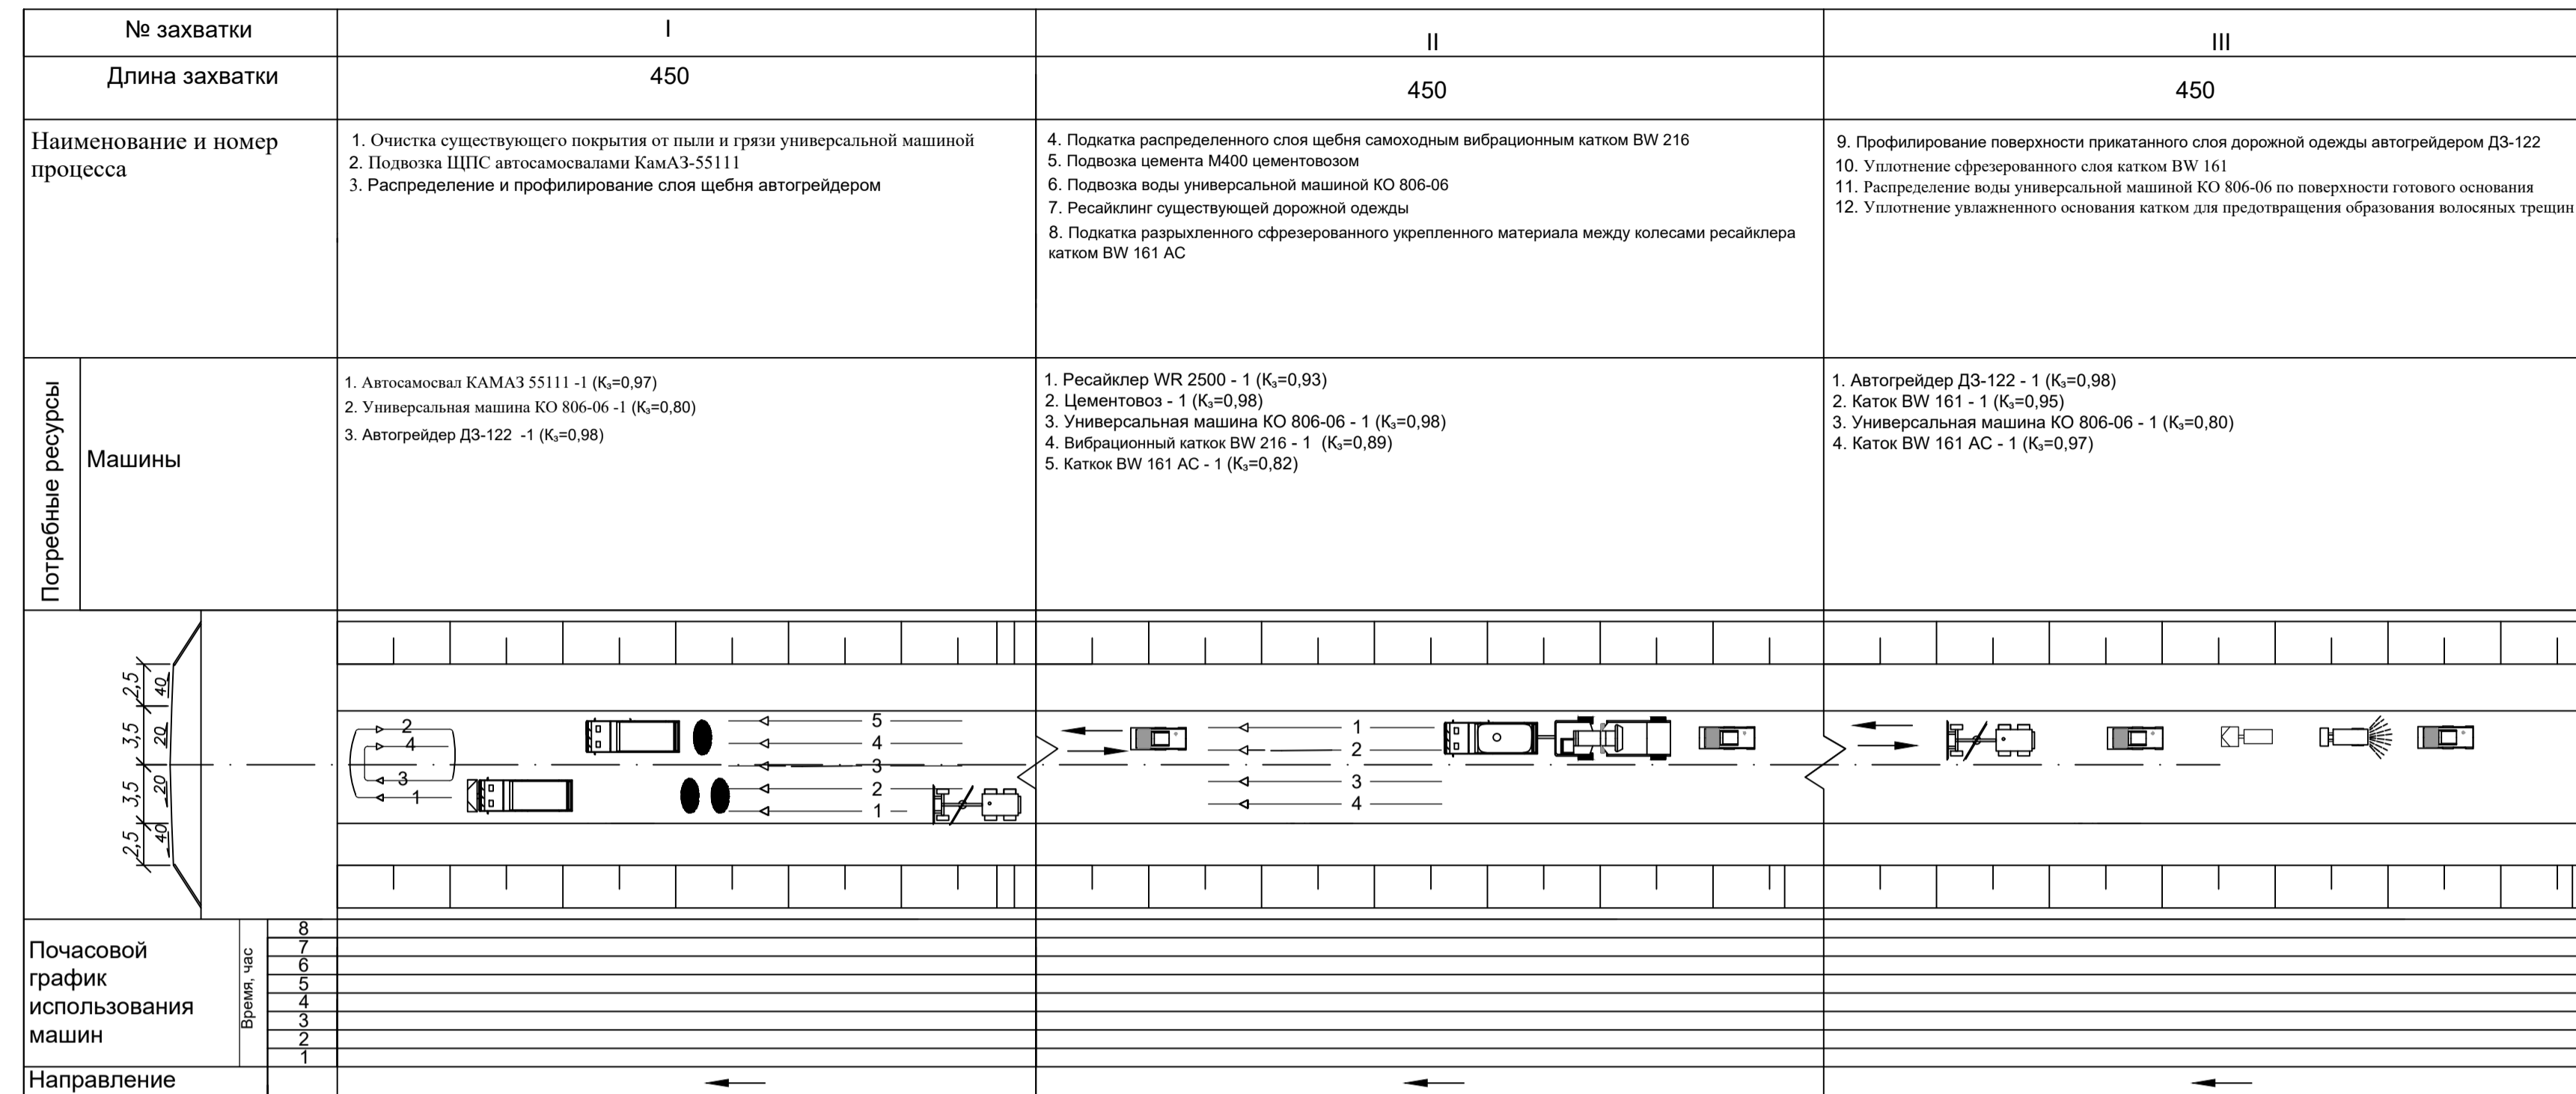 № захватки
I
II
III
Длина захватки
450
450
450
Наименование и номер
процесса
1. Очистка существующего покрытия от пыли и грязи универсальной машиной
2. Подвозка ЩПС автосамосвалами КамАЗ-55111
3. Распределение и профилирование слоя щебня автогрейдером
4. Подкатка распределенного слоя щебня самоходным вибрационным катком BW 216
5. Подвозка цемента М400 цементовозом
6. Подвозка воды универсальной машиной КО 806-06
7. Ресайклинг существующей дорожной одежды
8. Подкатка разрыхленного сфрезерованного укрепленного материала между колесами ресайклера
катком BW 161 AC
9. Профилирование поверхности прикатанного слоя дорожной одежды автогрейдером ДЗ-122
10. Уплотнение сфрезерованного слоя катком BW 161
11. Распределение воды универсальной машиной КО 806-06 по поверхности готового основания
12. Уплотнение увлажненного основания катком для предотвращения образования волосяных трещин
Потребные ресурсы
Машины
1. Автосамосвал КАМАЗ 55111 -1 (Кз=0,97)
2. Универсальная машина КО 806-06 -1 (Кз=0,80)
3. Автогрейдер ДЗ-122 -1 (Кз=0,98)
1. Ресайклер WR 2500 - 1 (Кз=0,93)
2. Цементовоз - 1 (Кз=0,98)
3. Универсальная машина КО 806-06 - 1 (Кз=0,98)
4. Вибрационный каткок BW 216 - 1 (Кз=0,89)
5. Каткок BW 161 AC - 1 (Кз=0,82)
1. Автогрейдер ДЗ-122 - 1 (Кз=0,98)
2. Каток BW 161 - 1 (Кз=0,95)
3. Универсальная машина КО 806-06 - 1 (Кз=0,80)
4. Каток BW 161 АС - 1 (Кз=0,97)
2,5
40
3,5
20
3,5
20
2,5
40
2
4
3
1
5
4
3
2
1
1
2
3
4
Почасовой
график
использования
машин
Время, час
8
7
6
5
4
3
2
1
Направление